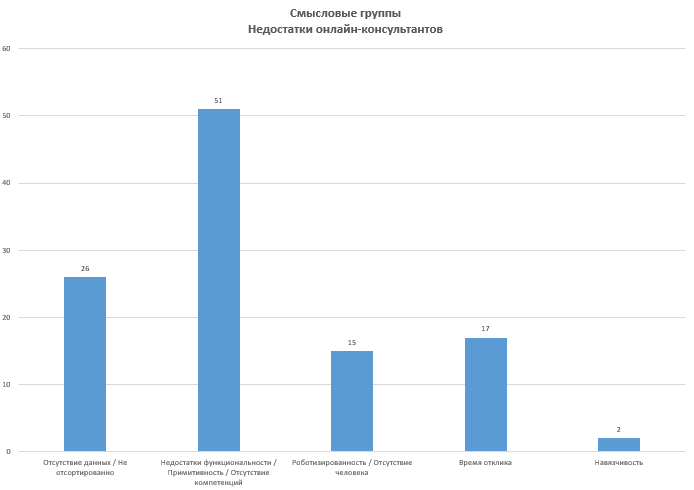 Смысловые группы
Недостатки онлайн-консультантов
60
50
40
30
20
10
0
26
51
15
17
2
Отсутствие данных / Не
отсортированно
Недостатки функциональности /
Примитивность / Отсутствие
компетенций
Роботизированность / Отсутствие
человека
Время отклика
Навязчивость